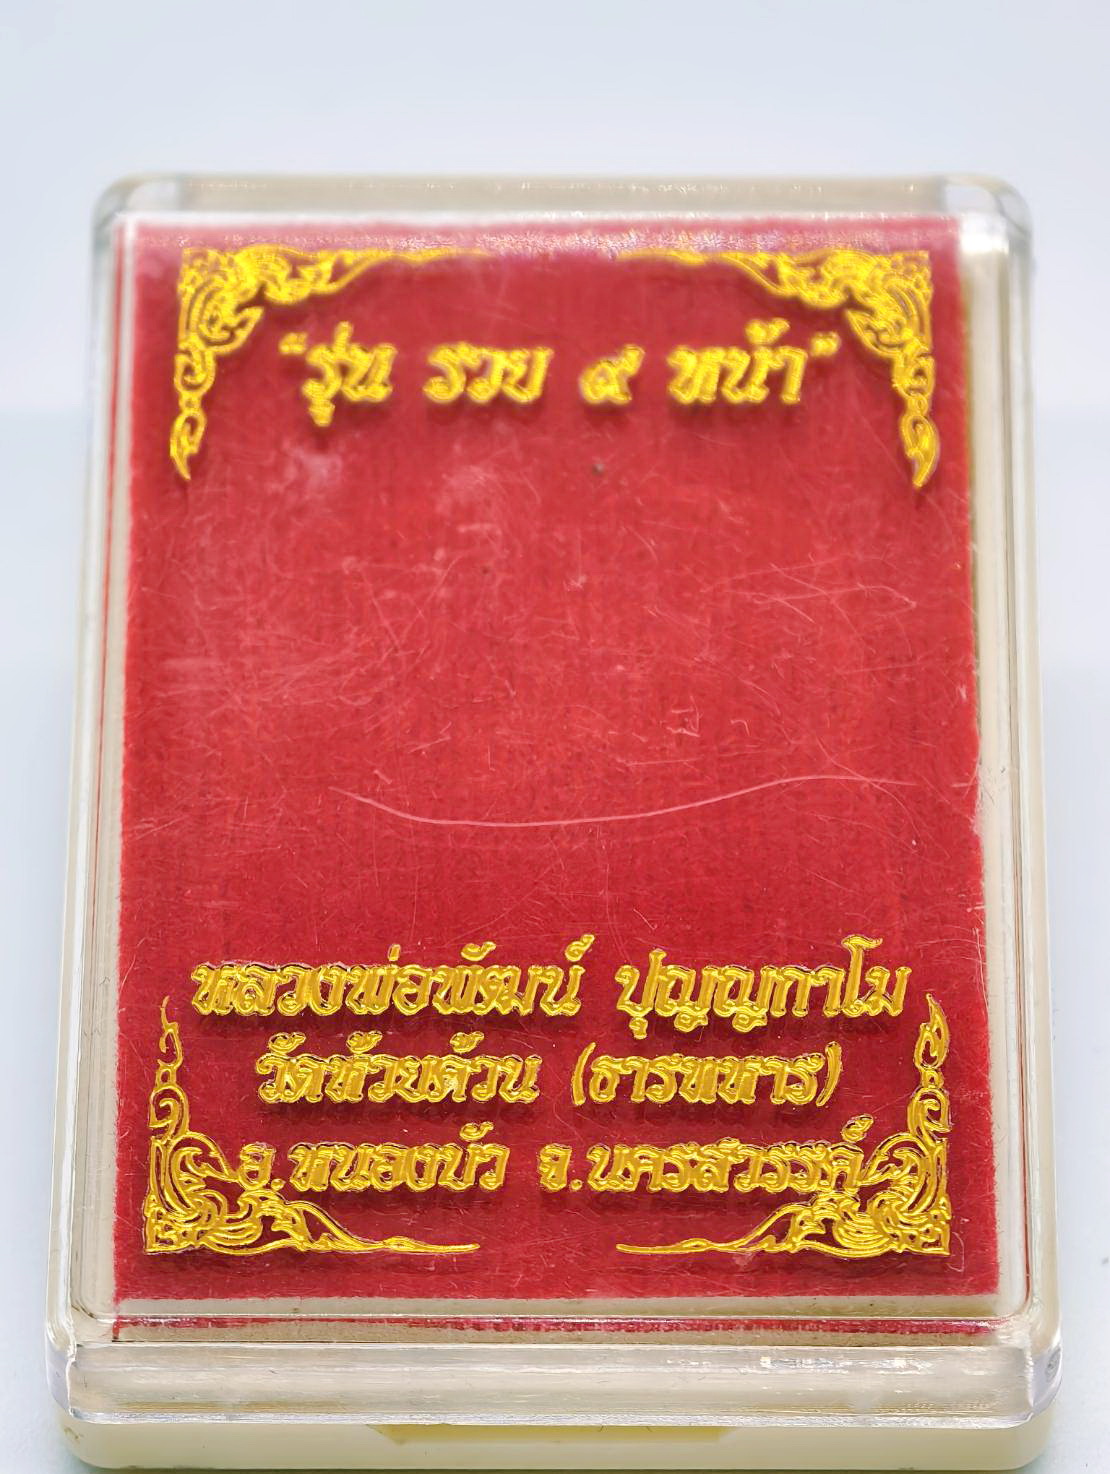 "รุ่น รวย ๙ หน้า"
หลวงพ่อพัฒน์ ปุญญกาโม
วัดห้วยด้วน (ธารทหาร)
อ.หนองบัว จ.นครสวรรค์